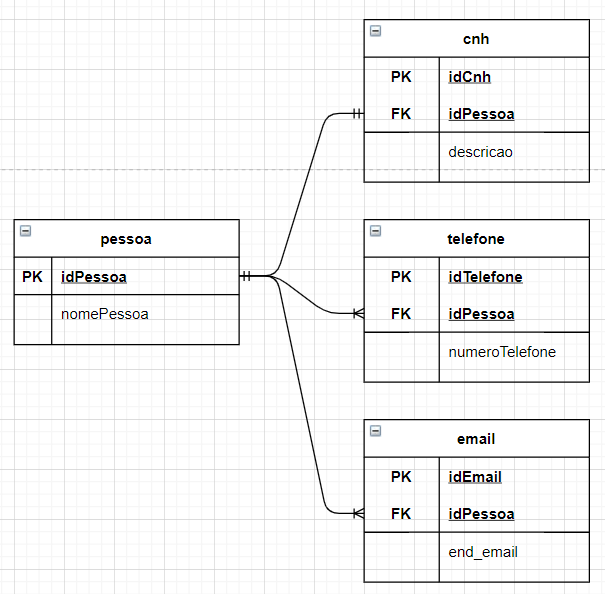 cnh
PK idCnh
FK idPessoa
descricao
pessoa
PK idPessoa
nomePessoa
telefone
PK idTelefone
FK idPessoa
numeroTelefone
email
PK idEmail
FK idPessoa
end_email